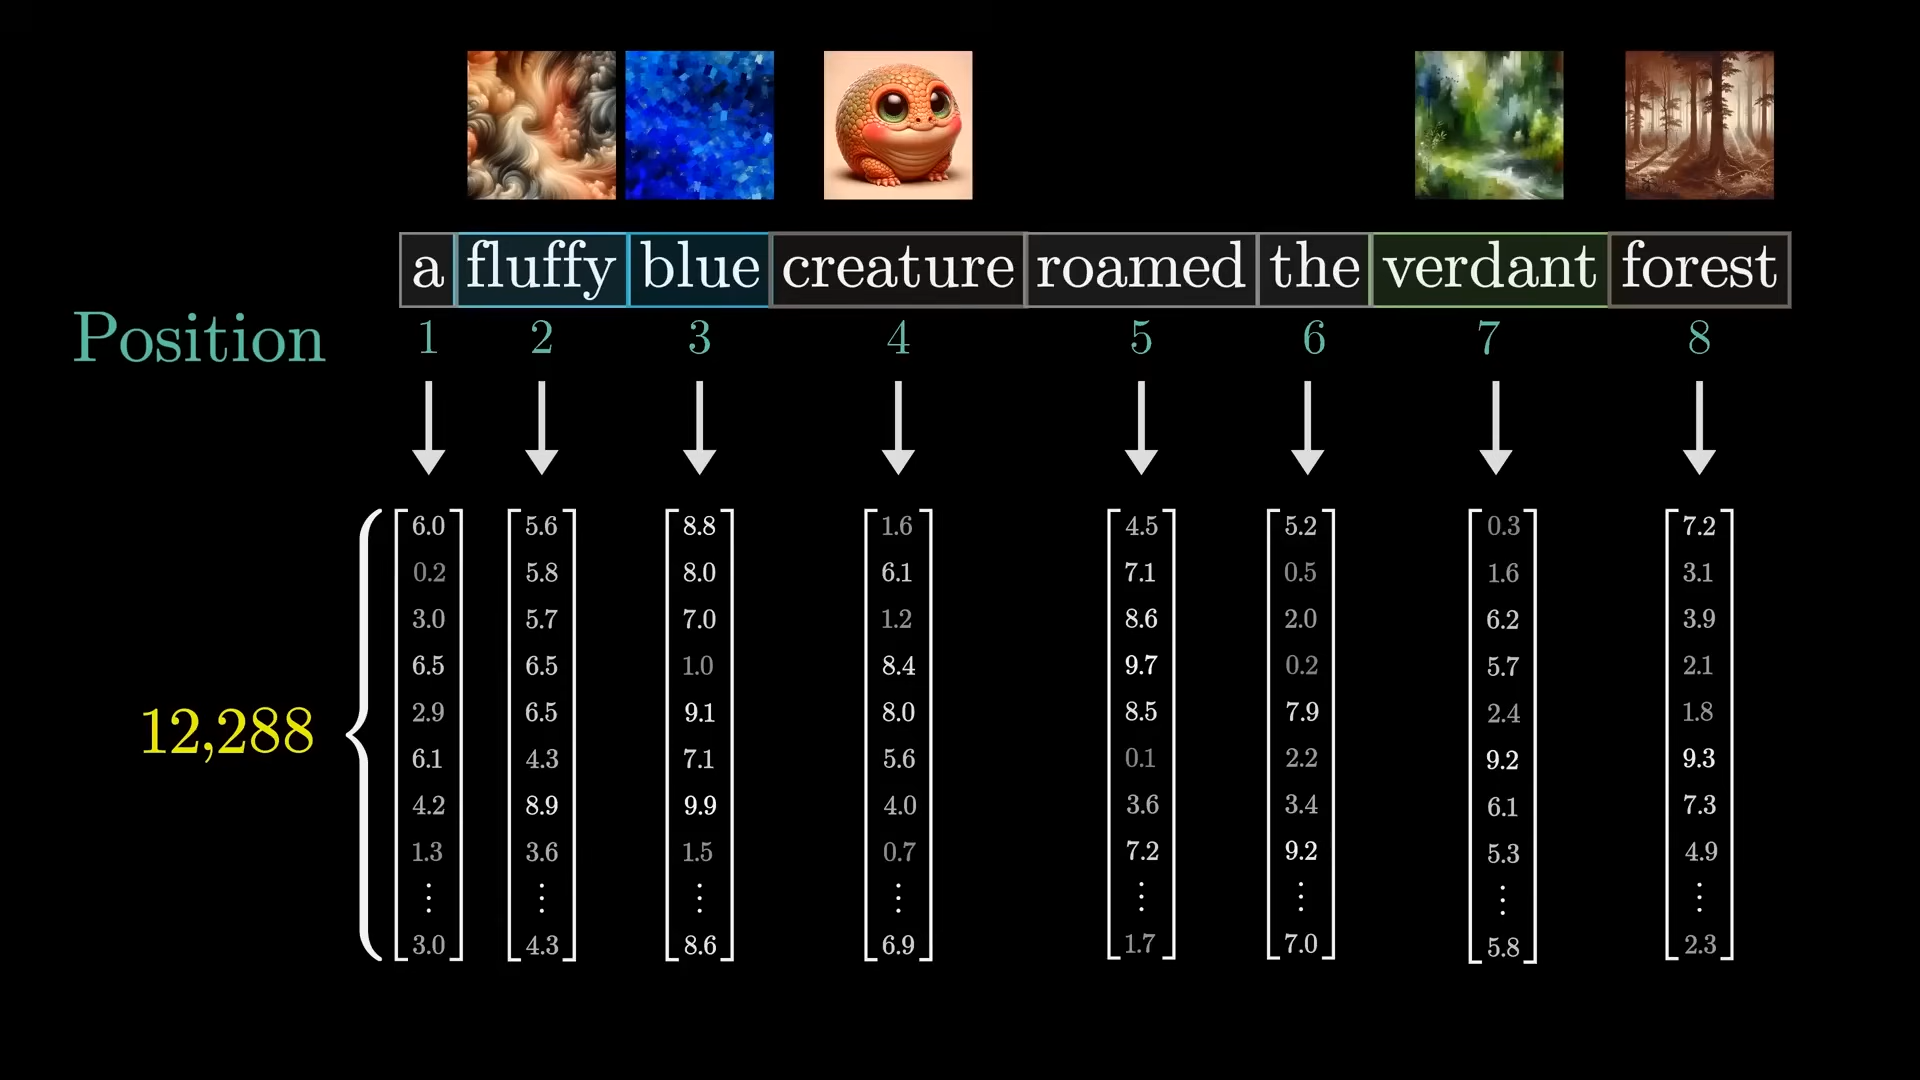 a fluffy blue creature roamed the verdant forest
Position 1 2 3 4 5 6 7 8
6.0 5.6 8.8 1.6 4.5 5.2 0.3 7.2
0.2 5.8 8.0 6.1 7.1 0.5 1.6 3.1
3.0 5.7 7.0 1.2 8.6 2.0 6.2 3.9
6.5 6.5 1.0 8.4 9.7 0.2 5.7 2.1
12,288 2.9 6.5 9.1 8.0 8.5 7.9 2.4 1.8
6.1 4.3 7.1 5.6 0.1 2.2 9.2 9.3
4.2 8.9 9.9 4.0 3.6 3.4 6.1 7.3
1.3 3.6 1.5 0.7 7.2 9.2 5.3 4.9
⋮ ⋮ ⋮ ⋮ ⋮ ⋮ ⋮ ⋮
3.0 4.3 8.6 6.9 1.7 7.0 5.8 2.3